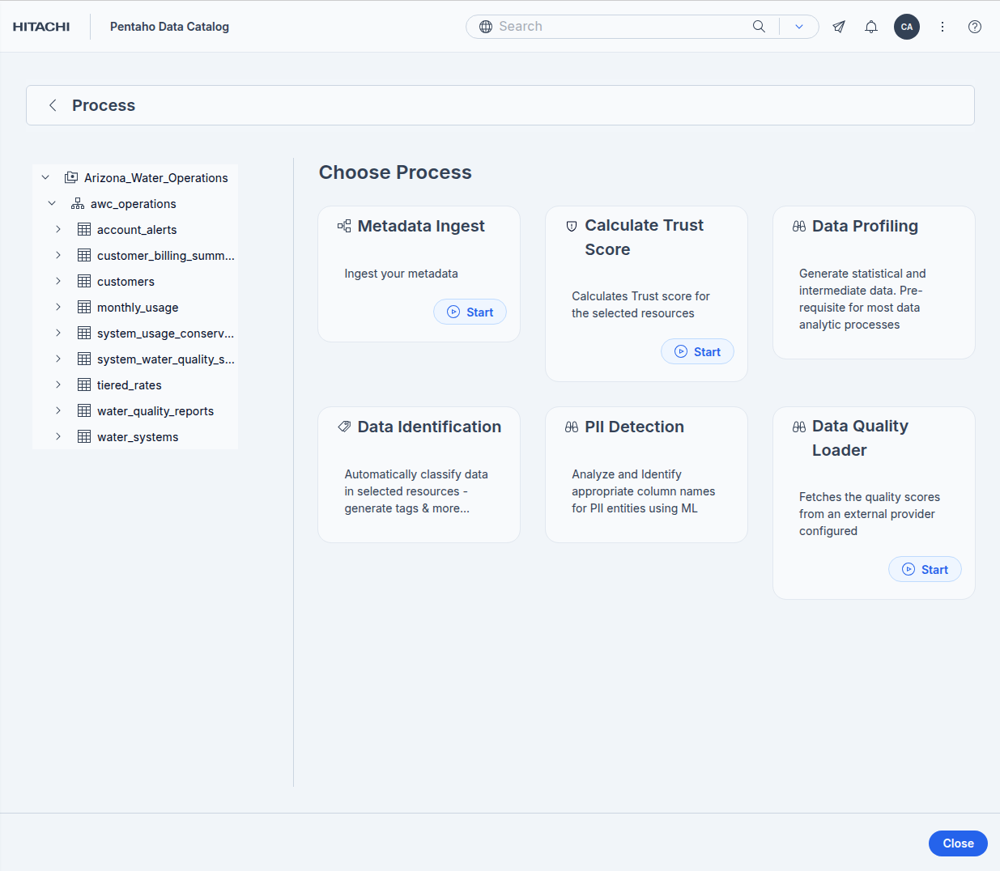 HITACHI
Pentaho Data Catalog
Search
CA
Process
Arizona_Water_Operations
awc_operations
account_alerts
customer_billing_summ...
customers
monthly_usage
system_usage_conserv...
system_water_quality_s...
tiered_rates
water_quality_reports
water_systems
Choose Process
Metadata Ingest
Ingest your metadata
Start
Calculate Trust
Score
Calculates Trust score for
the selected resources
Start
Data Profiling
Generate statistical and
intermediate data. Pre-
requisite for most data
analytic processes
Data Identification
Automatically classify data
in selected resources -
generate tags & more...
PII Detection
Analyze and Identify
appropriate column names
for PII entities using ML
Data Quality
Loader
Fetches the quality scores
from an external provider
configured
Start
Close